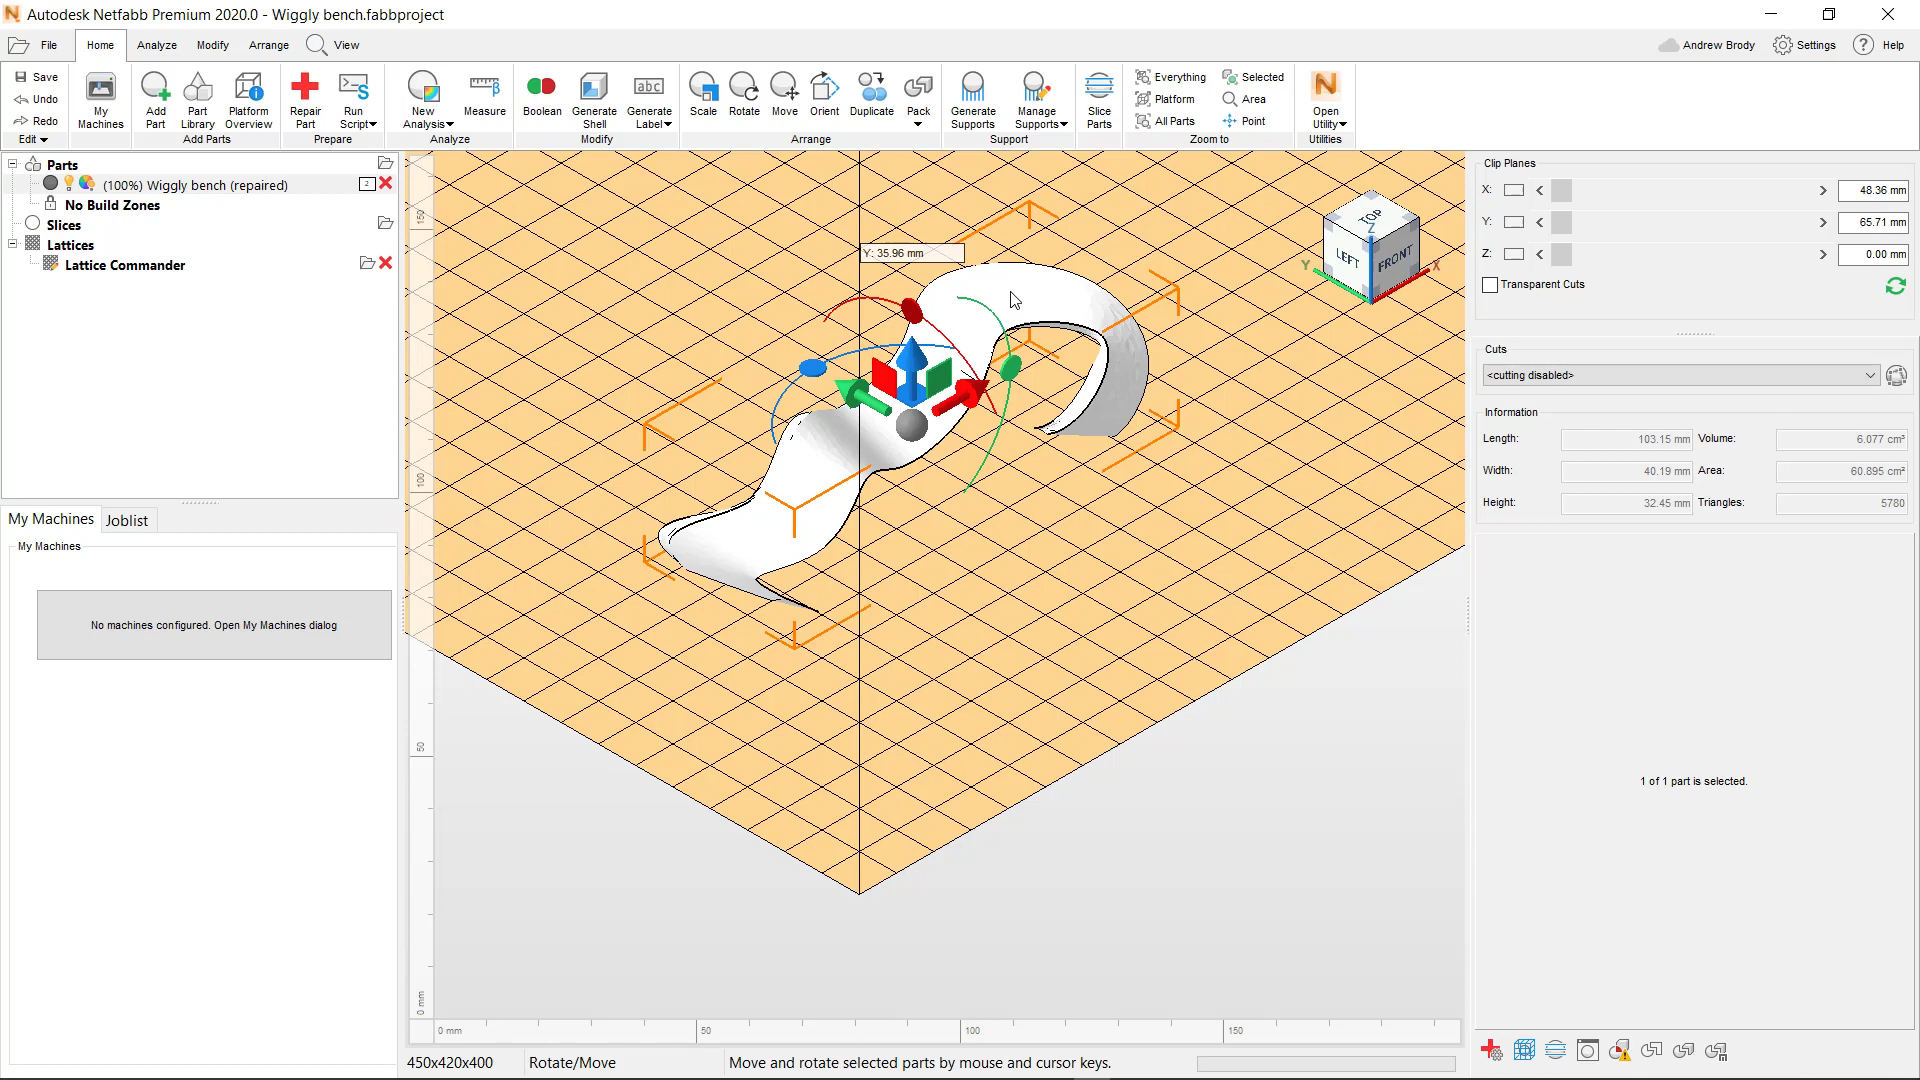 Autodesk Netfabb Premium 2020.0 - Wiggly bench.fabbproject
File Home Analyze Modify Arrange View Andrew Brody Settings Help
Save
Undo
Redo
Edit
My Machines
Add Part
Part Library
Platform Overview
Add Parts
Repair Part
Run Script
Prepare
New Analysis
Measure
Analyze
Boolean
Generate Shell
abc
Generate Label
Modify
Scale
Rotate
Move
Orient
Duplicate
Pack
Arrange
Generate Supports
Manage Supports
Support
Slice Parts
Everything
Selected
Platform
Area
All Parts
Point
Zoom to
Open Utility
Utilities
Parts
(100%) Wiggly bench (repaired)
2
No Build Zones
Slices
Lattices
Lattice Commander
My Machines Joblist
My Machines
No machines configured. Open My Machines dialog
Y: 35.96 mm
TOP
LEFT
FRONT
Z
Y
X
150
100
50
0 mm
0 mm 50 100 150
450x420x400 Rotate/Move Move and rotate selected parts by mouse and cursor keys.
Clip Planes
X: 48.36 mm
Y: 65.71 mm
Z: 0.00 mm
Transparent Cuts
Cuts
<cutting disabled>
Information
Length: 103.15 mm Volume: 6.077 cm³
Width: 40.19 mm Area: 60.895 cm²
Height: 32.45 mm Triangles: 5780
1 of 1 part is selected.